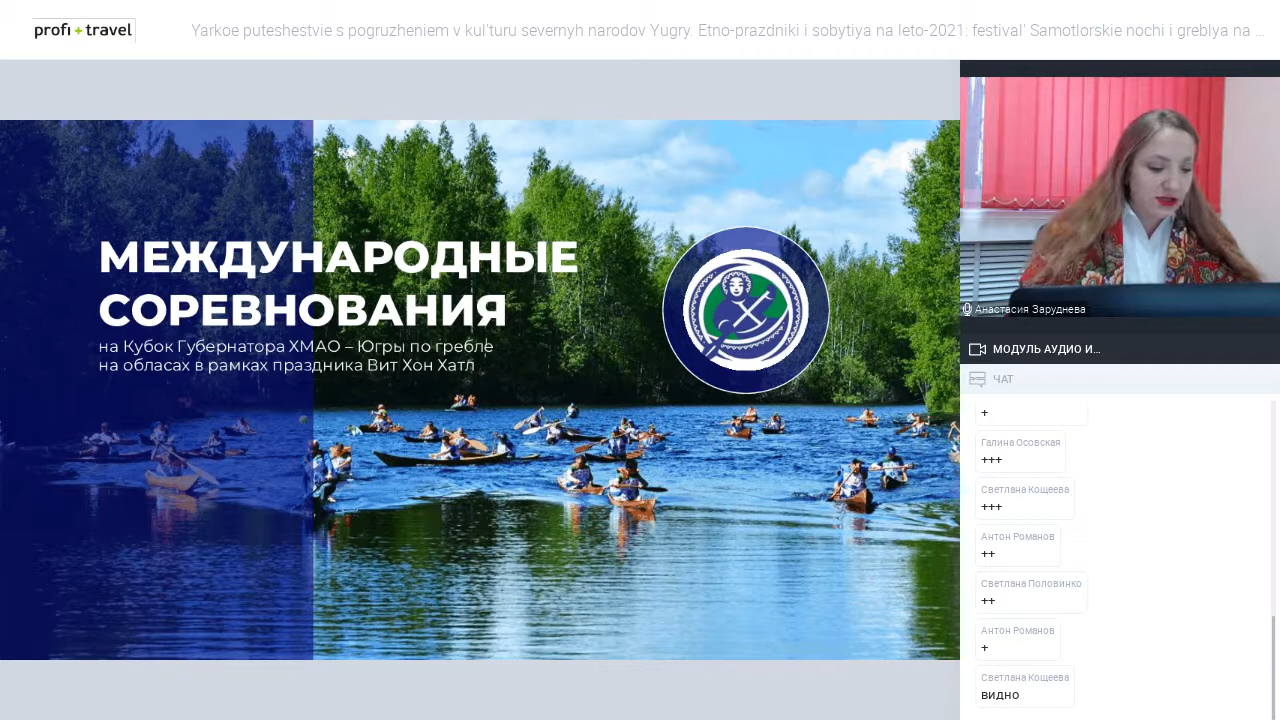 profi + travel
Yarkoe puteshestvie s pogruzheniem v kul'turu severnyh narodov Yugry. Etno-prazdniki i sobytiya na leto-2021: festival' Samotlorskie nochi i greblya na ...
МЕЖДУНАРОДНЫЕ
СОРЕВНОВАНИЯ
на Кубок Губернатора ХМАО – Югры по гребле
на обласах в рамках праздника Вит Хон Хатл
Анастасия Заруднева
МОДУЛЬ АУДИО И...
ЧАТ
+
Галина Осовская
+++
Светлана Кощеева
+++
Антон Романов
++
Светлана Половинко
++
Антон Романов
+
Светлана Кощеева
видно